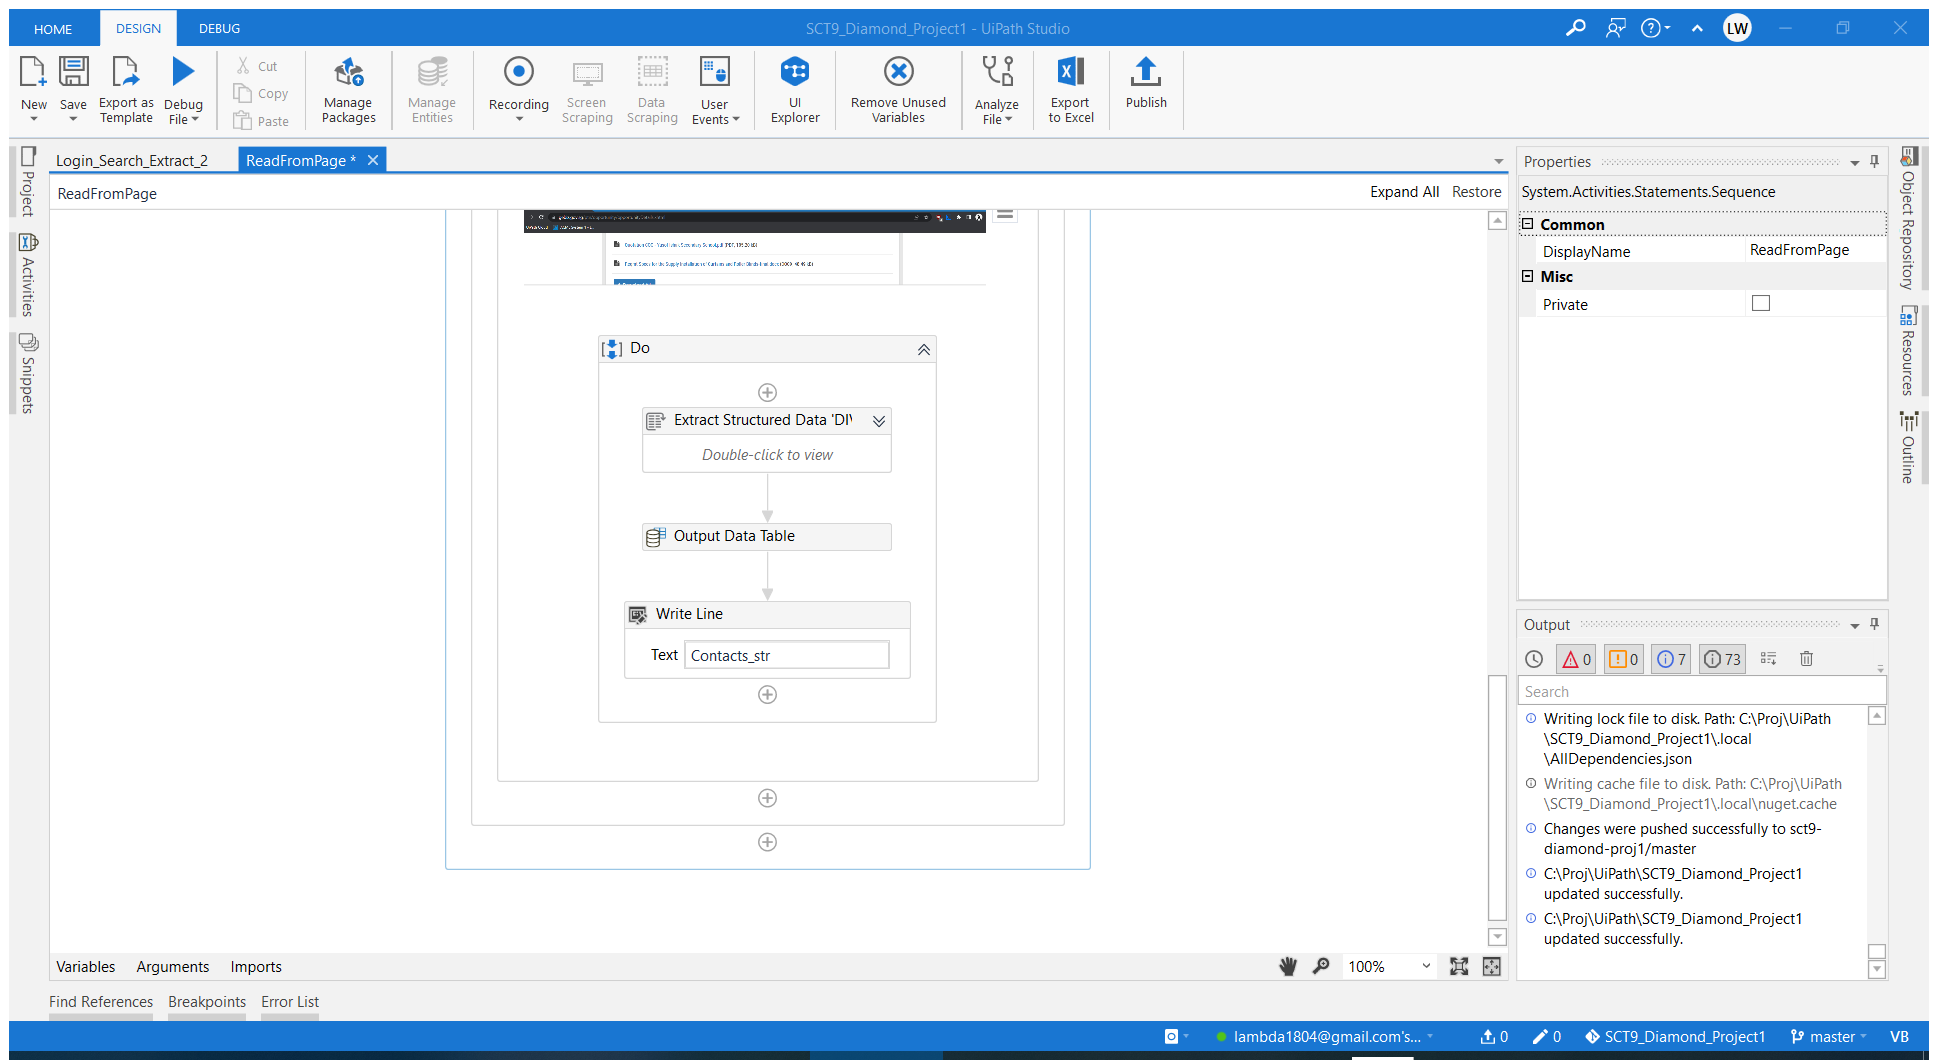 HOME
DESIGN
DEBUG
SCT9_Diamond_Project1 - UiPath Studio
LW
New
Save
Export as
Template
Debug
File
Cut
Copy
Paste
Manage
Packages
Manage
Entities
Recording
Screen
Scraping
Data
Scraping
User
Events
UI
Explorer
Remove Unused
Variables
Analyze
File
Export
to Excel
Publish
Project
Activities
Snippets
Login_Search_Extract_2
ReadFromPage *
ReadFromPage
Expand All
Restore
Do
Extract Structured Data 'DI
Double-click to view
Output Data Table
Write Line
Text
Contacts_str
Variables
Arguments
Imports
100%
Find References
Breakpoints
Error List
Properties
System.Activities.Statements.Sequence
Common
DisplayName
ReadFromPage
Misc
Private
Output
0
0
7
73
Search
Writing lock file to disk. Path: C:\Proj\UiPath
\SCT9_Diamond_Project1\.local
\AllDependencies.json
Writing cache file to disk. Path: C:\Proj\UiPath
\SCT9_Diamond_Project1\.local\nuget.cache
Changes were pushed successfully to sct9-
diamond-proj1/master
C:\Proj\UiPath\SCT9_Diamond_Project1
updated successfully.
C:\Proj\UiPath\SCT9_Diamond_Project1
updated successfully.
Object Repository
Resources
Outline
lambda1804@gmail.com's...
0
0
SCT9_Diamond_Project1
master
VB